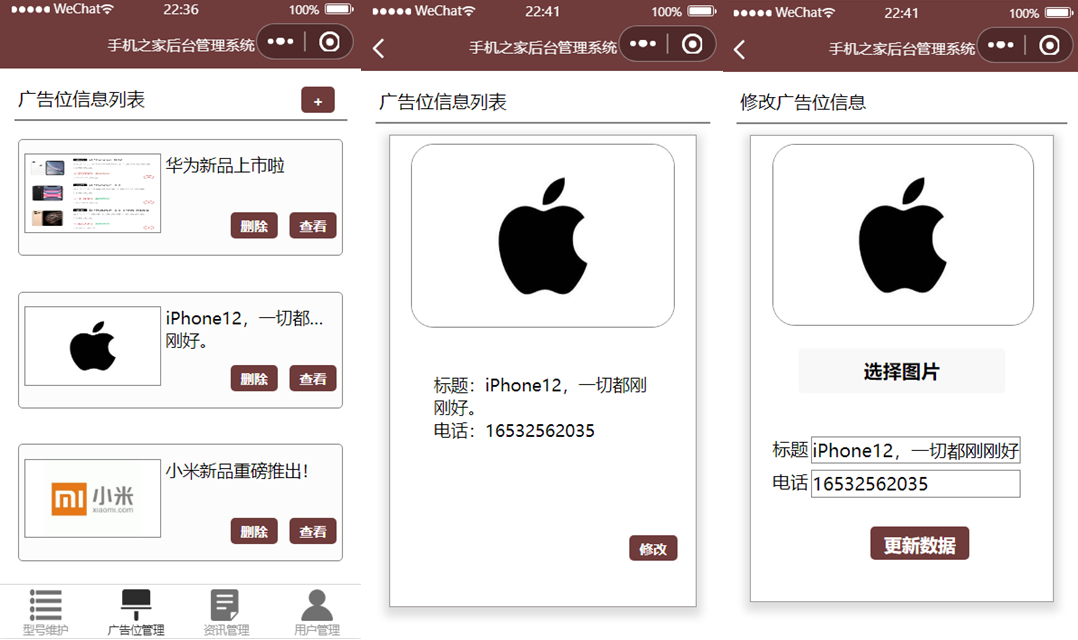 WeChat 22:36 100%
手机之家后台管理系统
广告位信息列表
+
华为新品上市啦
删除 查看
iPhone12，一切都...
刚好。
删除 查看
小米
xiaomi.com
小米新品重磅推出！
删除 查看
型号维护 广告位管理 资讯管理 用户管理
WeChat 22:41 100%
手机之家后台管理系统
广告位信息列表
标题：iPhone12，一切都刚
刚好。
电话：16532562035
修改
WeChat 22:41 100%
手机之家后台管理系统
修改广告位信息
选择图片
标题 iPhone12，一切都刚刚好
电话 16532562035
更新数据